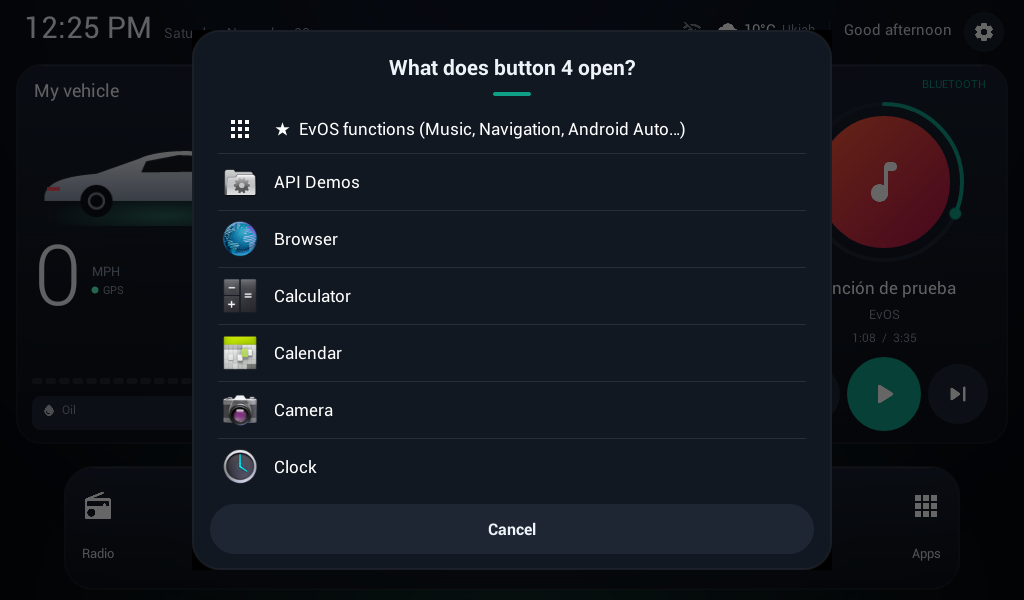 12:25 PM
10°C Ukiah
Good afternoon
What does button 4 open?
My vehicle
BLUETOOTH
★ EvOS functions (Music, Navigation, Android Auto...)
API Demos
Browser
0
MPH
GPS
Calculator
nción de prueba
EvOS
1:08 / 3:35
Calendar
Oil
Camera
Clock
Cancel
Radio
Apps